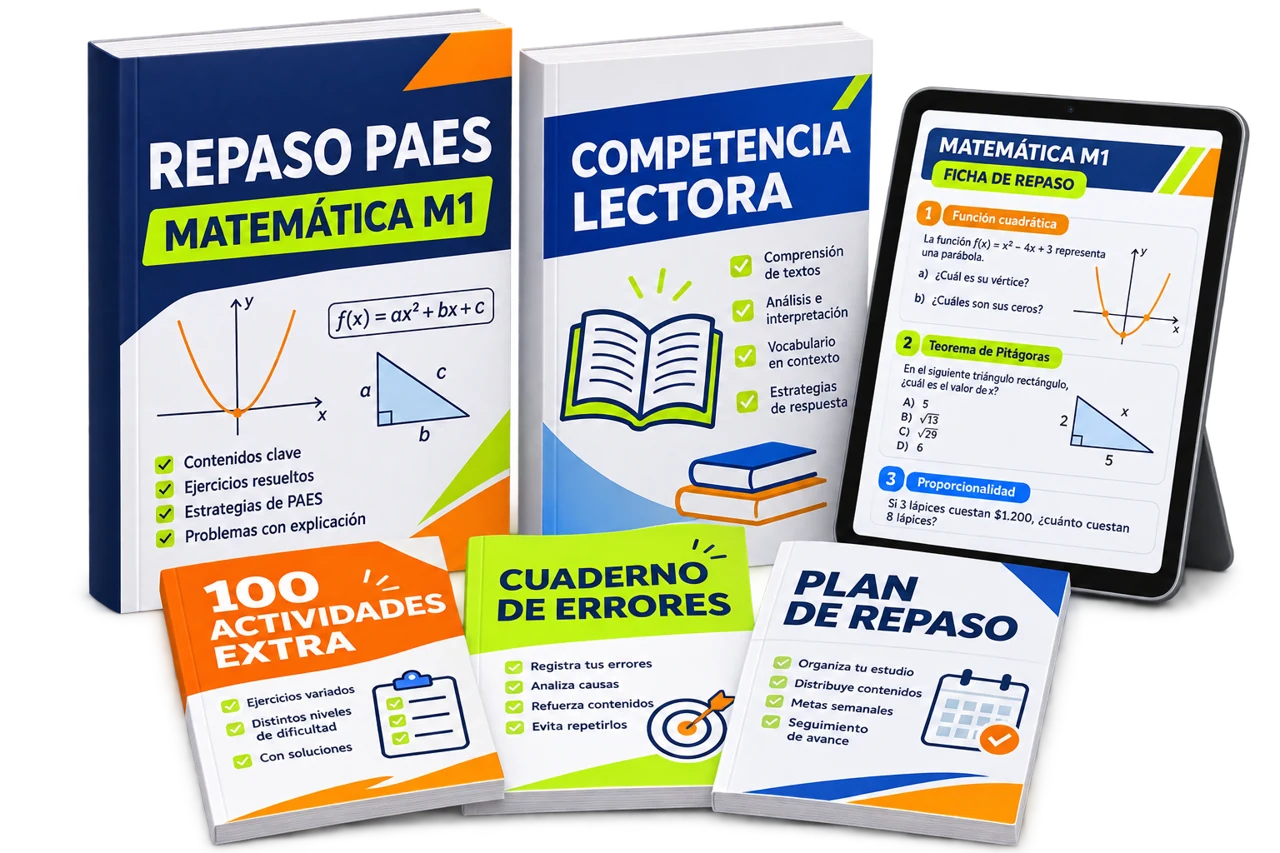 REPASO PAES
MATEMÁTICA M1
y
x
f(x) = ax² + bx + c
a
c
b
Contenidos clave
Ejercicios resueltos
Estrategias de PAES
Problemas con explicación
COMPETENCIA
LECTORA
Comprensión
de textos
Análisis e
interpretación
Vocabulario
en contexto
Estrategias
de respuesta
MATEMÁTICA M1
FICHA DE REPASO
1 Función cuadrática
La función f(x) = x² – 4x + 3 representa
una parábola.
a) ¿Cuál es su vértice?
b) ¿Cuáles son sus ceros?
y
x
2 Teorema de Pitágoras
En el siguiente triángulo rectángulo,
¿cuál es el valor de x?
A) 5
B) √13
C) √29
D) 6
2
x
5
3 Proporcionalidad
Si 3 lápices cuestan $1.200, ¿cuánto cuestan
8 lápices?
100
ACTIVIDADES
EXTRA
Ejercicios variados
Distintos niveles
de dificultad
Con soluciones
CUADERNO
DE ERRORES
Registra tus errores
Analiza causas
Refuerza contenidos
Evita repetirlos
PLAN
DE REPASO
Organiza tu estudio
Distribuye contenidos
Metas semanales
Seguimiento
de avance